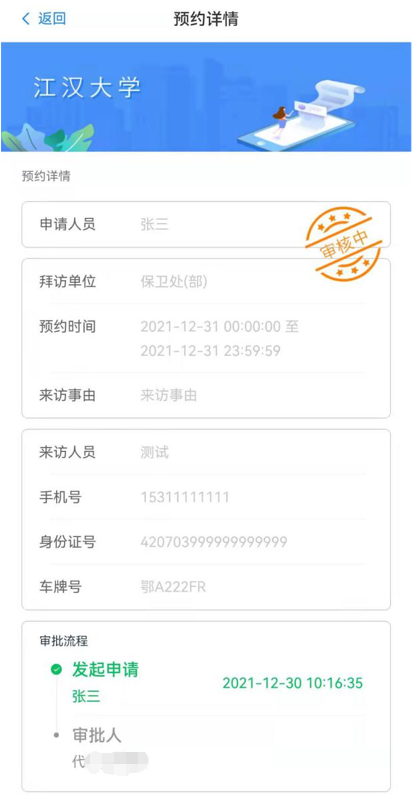 返回
预约详情
江汉大学
预约详情
申请人员 张三
审核中
拜访单位 保卫处(部)
预约时间 2021-12-31 00:00:00 至
2021-12-31 23:59:59
来访事由 来访事由
来访人员 测试
手机号 15311111111
身份证号 420703999999999999
车牌号 鄂A222FR
审批流程
发起申请
2021-12-30 10:16:35
张三
审批人
代